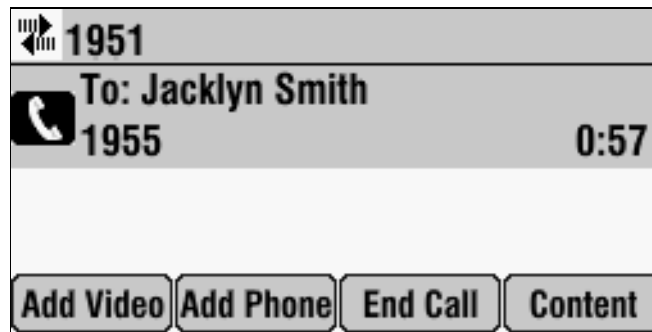 1951
To: Jacklyn Smith
1955 0:57
Add Video Add Phone End Call Content